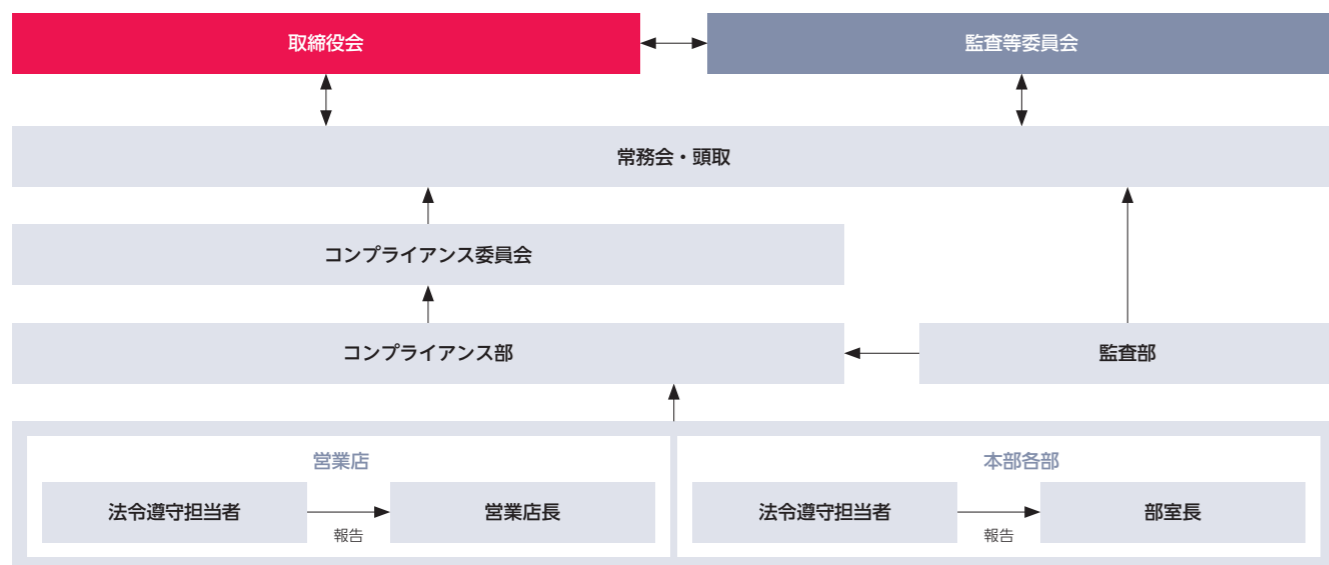 取締役会
監査等委員会
常務会・頭取
コンプライアンス委員会
コンプライアンス部
監査部
営業店
法令遵守担当者
報告
営業店長
本部各部
法令遵守担当者
報告
部室長